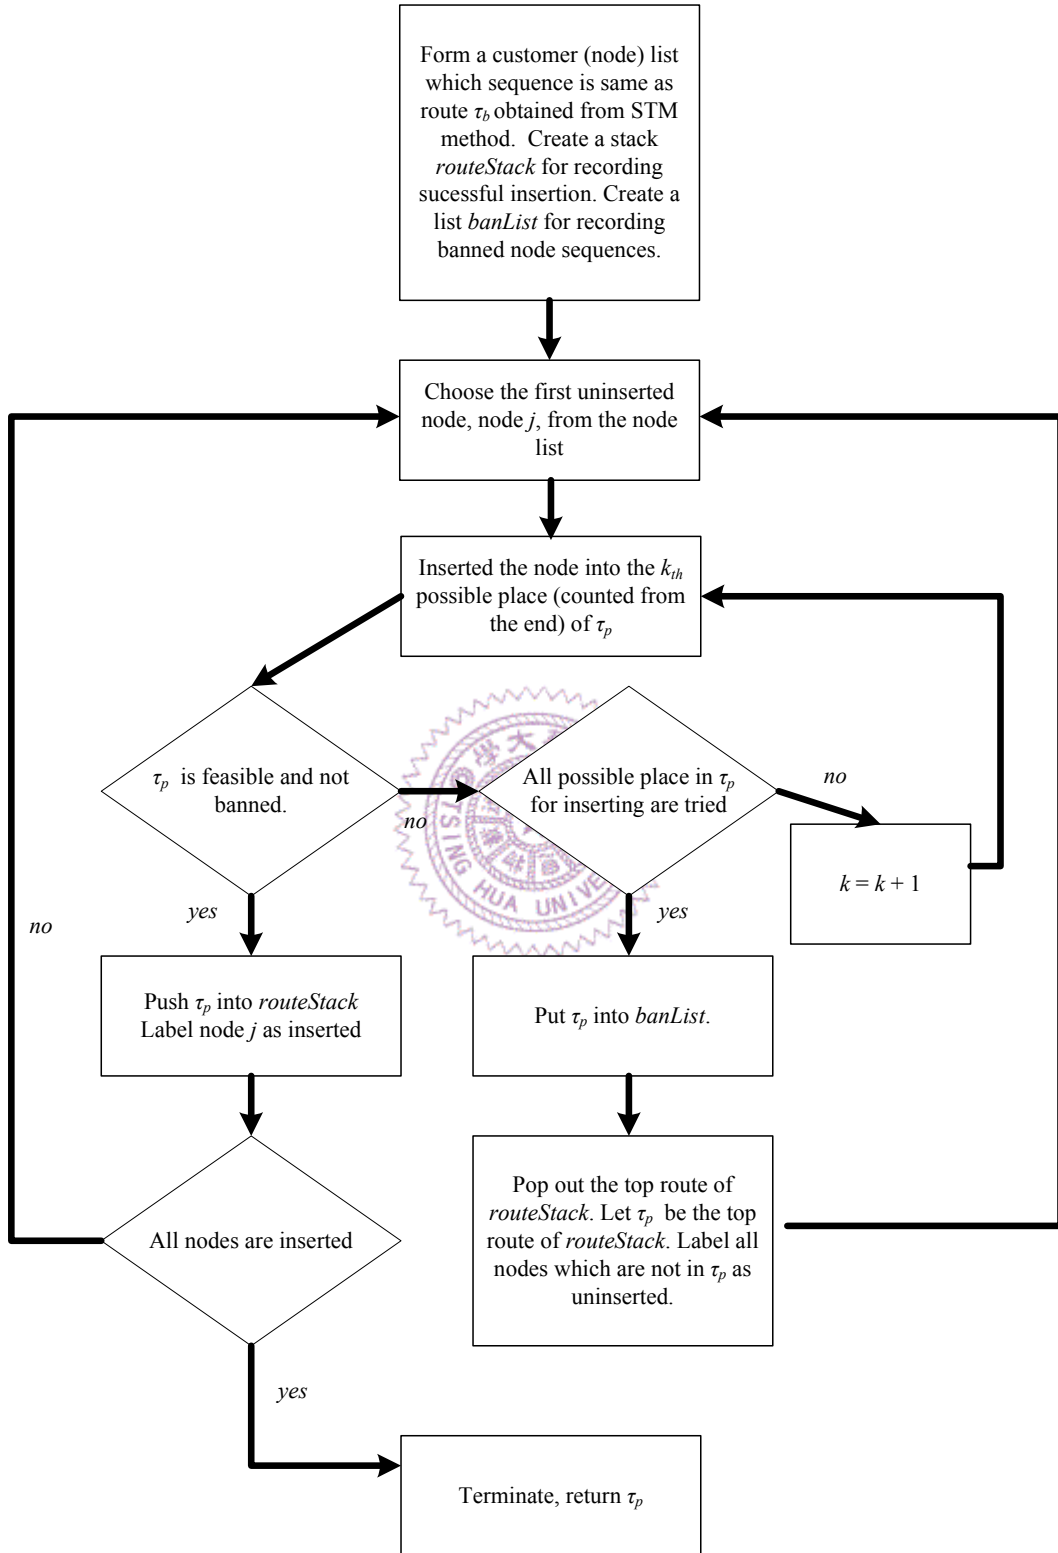 Form a customer (node) list
which sequence is same as
route τb obtained from STM
method.  Create a stack
routeStack for recording
sucessful insertion. Create a
list banList for recording
banned node sequences.
Choose the first uninserted
node, node j, from the node
list
Inserted the node into the kth
possible place (counted from
the end) of τp
τp  is feasible and not
banned.
no
All possible place in τp
for inserting are tried
no
k = k + 1
yes
yes
no
Push τp into routeStack
Label node j as inserted
Put τp into banList.
All nodes are inserted
Pop out the top route of
routeStack. Let τp  be the top
route of routeStack. Label all
nodes which are not in τp as
uninserted.
yes
Terminate, return τp
TSING HUA UNIVE